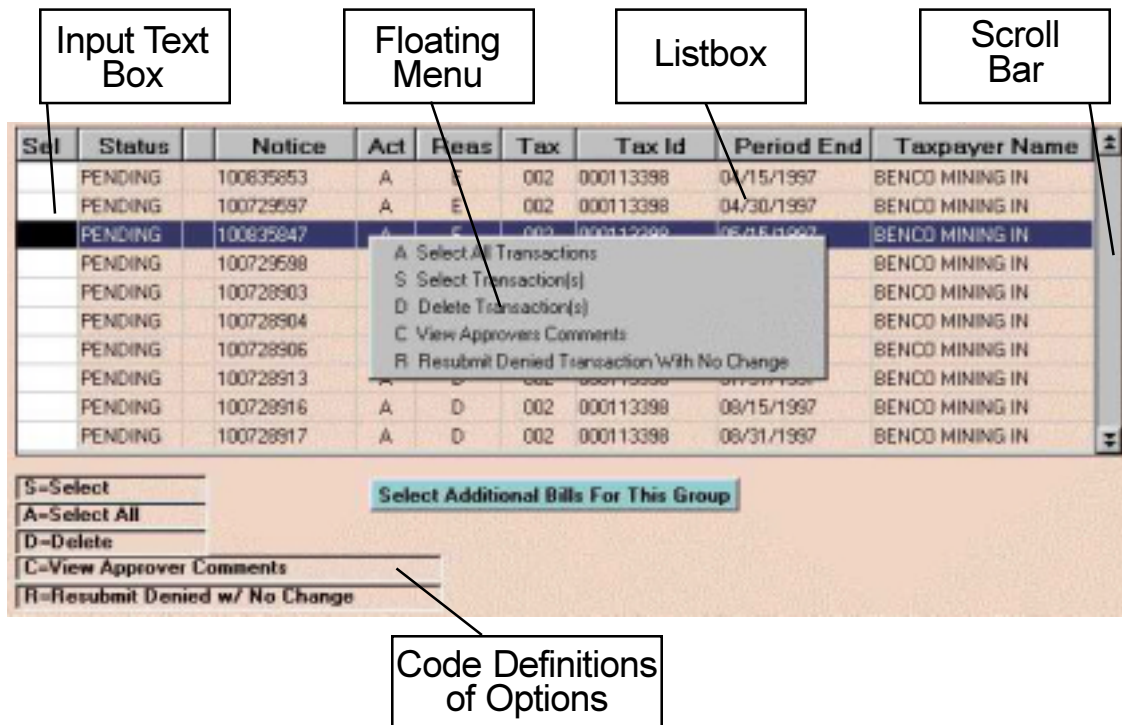 Input Text
Box
Floating
Menu
Listbox
Scroll
Bar
Sel Status Notice Act Reas Tax Tax Id Period End Taxpayer Name
PENDING 100835853 A E 002 000113398 04/15/1997 BENCO MINING IN
PENDING 100729597 A E 002 000113398 04/30/1997 BENCO MINING IN
PENDING 100835847 A E 002 000113398 05/15/1997 BENCO MINING IN
PENDING 100729598 BENCO MINING IN
PENDING 100728903 BENCO MINING IN
PENDING 100728904 BENCO MINING IN
PENDING 100728906 BENCO MINING IN
PENDING 100728913 BENCO MINING IN
PENDING 100728916 A D 002 000113398 08/15/1997 BENCO MINING IN
PENDING 100728917 A D 002 000113398 08/31/1997 BENCO MINING IN
A Select All Transactions
S Select Transaction(s)
D Delete Transaction(s)
C View Approvers Comments
R Resubmit Denied Transaction With No Change
S=Select
A=Select All
D=Delete
C=View Approver Comments
R=Resubmit Denied w/ No Change
Select Additional Bills For This Group
Code Definitions
of Options